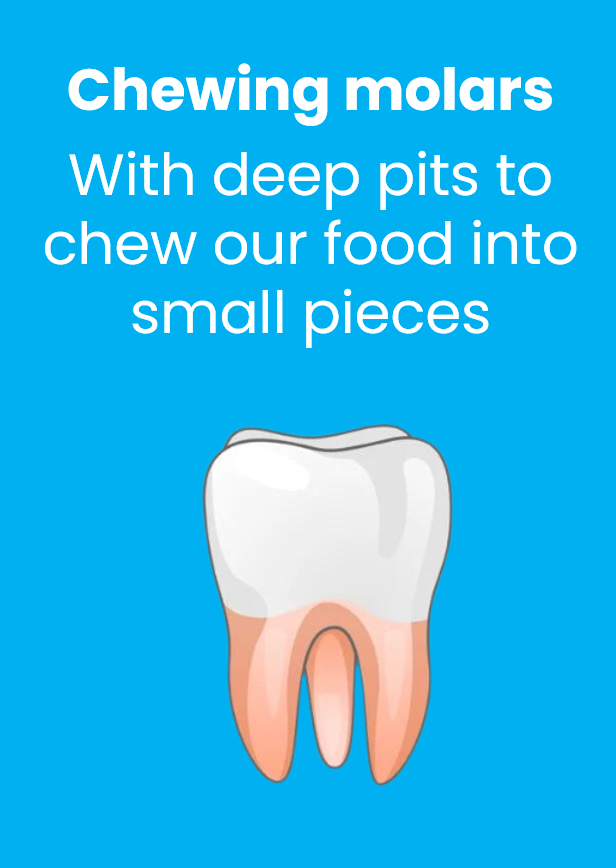 Chewing molars
With deep pits to
chew our food into
small pieces